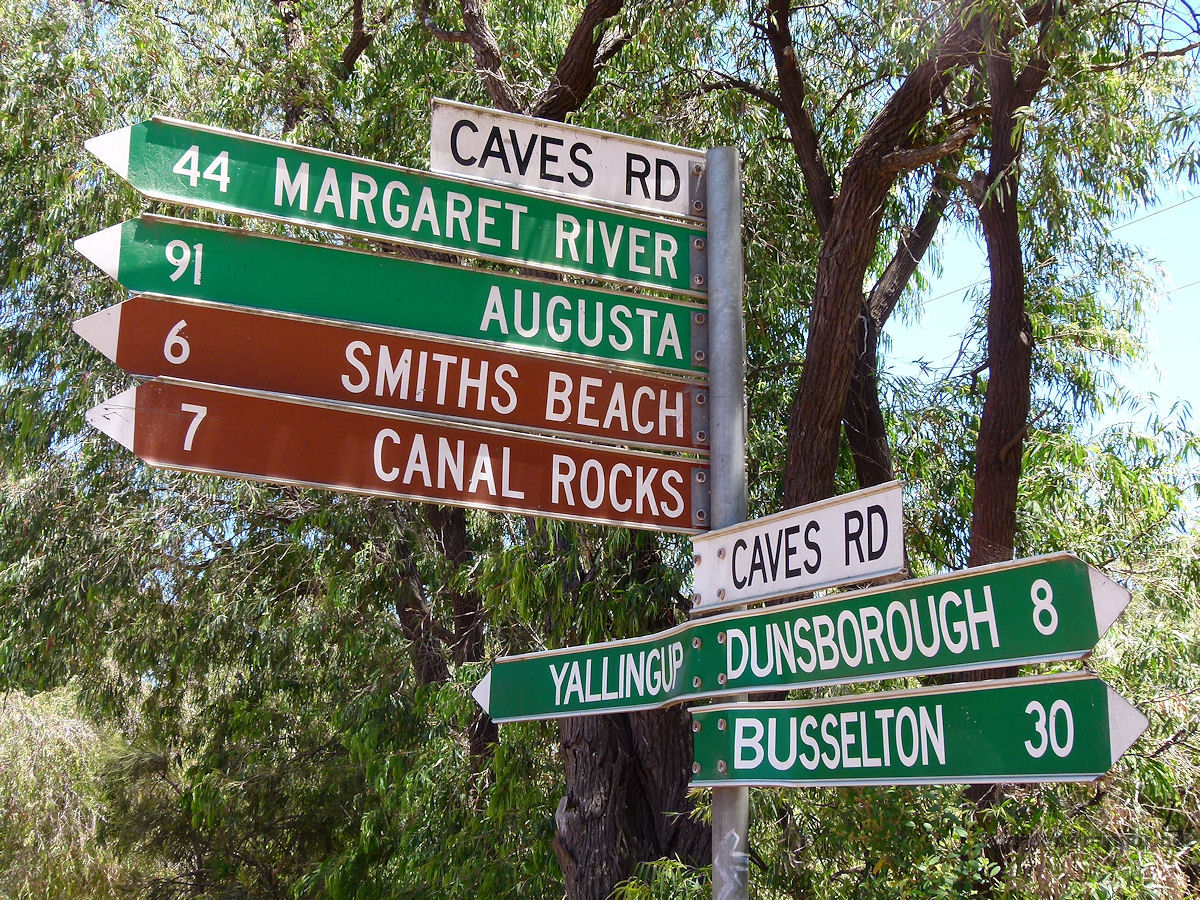 CAVES RD
44 MARGARET RIVER
91 AUGUSTA
6 SMITHS BEACH
7 CANAL ROCKS
CAVES RD
YALLINGUP DUNSBOROUGH 8
BUSSELTON 30